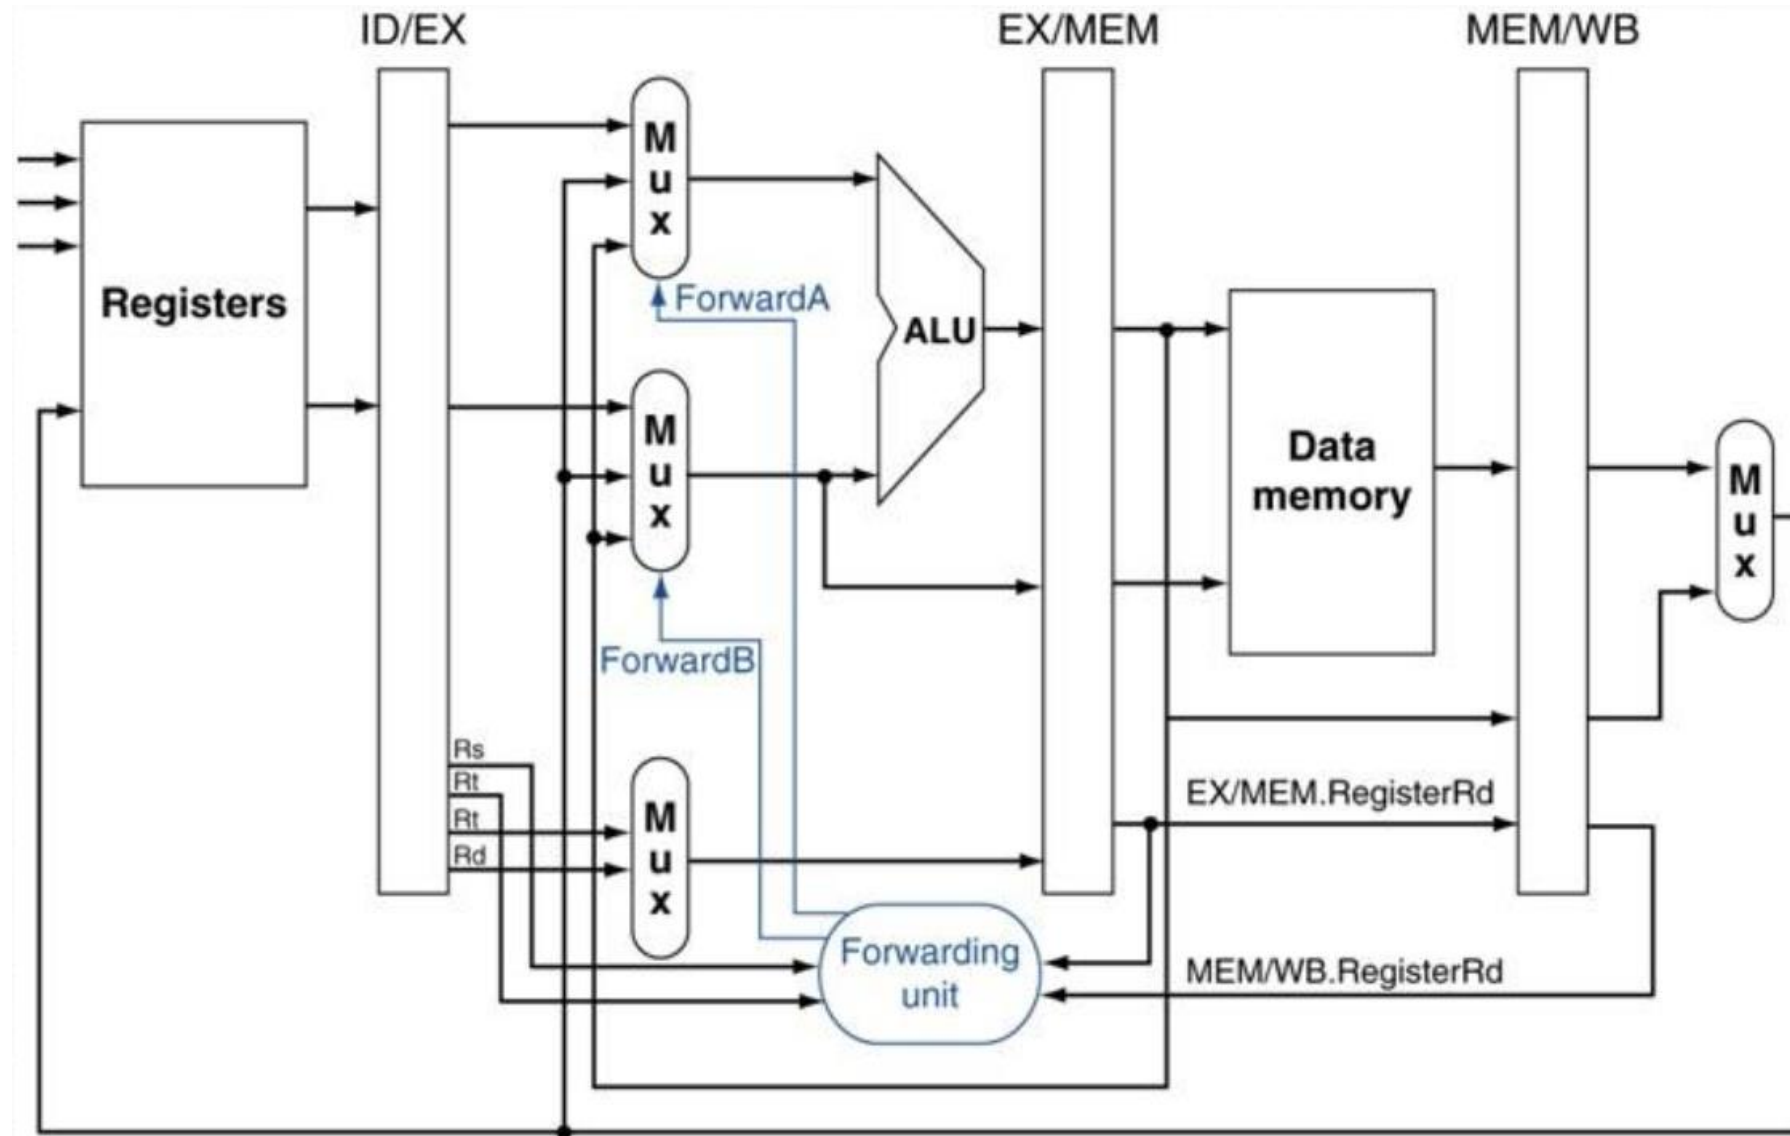 ID/EX
EX/MEM
MEM/WB
M
u
x
Registers
ForwardA
ALU
M
u
x
Data
memory
M
u
x
ForwardB
Rs
Rt
Rt
Rd
M
u
x
EX/MEM.RegisterRd
Forwarding
unit
MEM/WB.RegisterRd